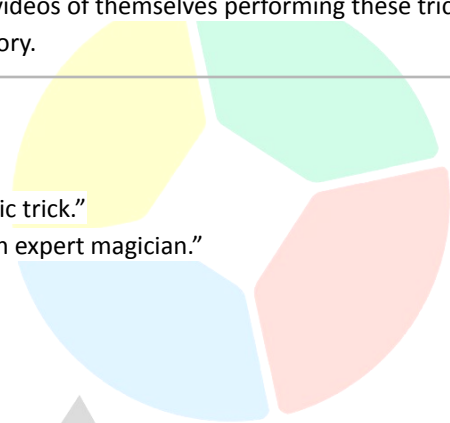 videos of themselves performing these tric
ory.
ic trick.”
n expert magician.”